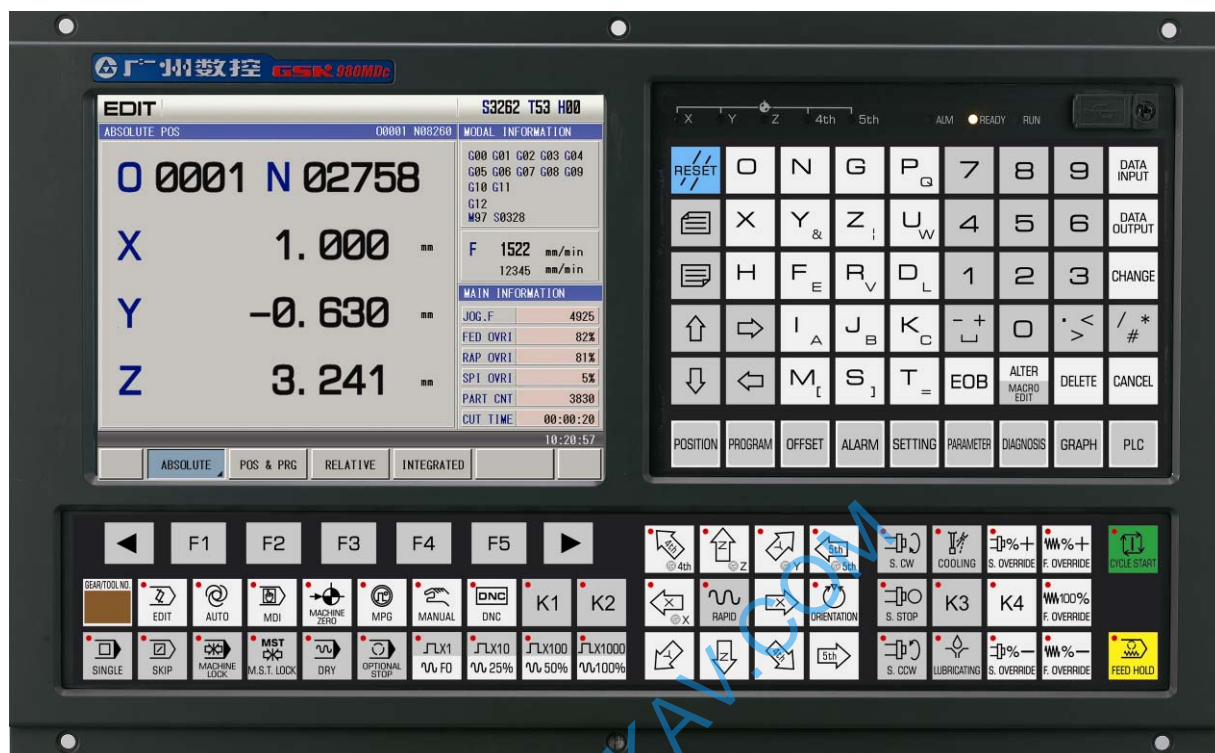 广州数控 GSK 980MDc
EDIT S3262 T53 H00
ABSOLUTE POS O0001 N08260 MODAL INFORMATION
O 0001 N 02758
G00 G01 G02 G03 G04
G05 G06 G07 G08 G09
G10 G11
G12
M97 S0328
X 1.000 mm
F 1522 mm/min
12345 mm/min
Y -0.630 mm
Z 3.241 mm
MAIN INFORMATION
JOG.F 4925
FED OVRI 82%
RAP OVRI 81%
SPI OVRI 5%
PART CNT 3830
CUT TIME 00:00:20
10:20:57
ABSOLUTE POS & PRG RELATIVE INTEGRATED
X Y Z 4th 5th ALM READY RUN
RESET O N G P Q 7 8 9 DATA INPUT
X Y & Z ¦ U W 4 5 6 DATA OUTPUT
H F E R V D L 1 2 3 CHANGE
I A J B K C - + 0 . < > / * #
M [ S ] T = EOB ALTER MACRO EDIT DELETE CANCEL
POSITION PROGRAM OFFSET ALARM SETTING PARAMETER DIAGNOSIS GRAPH PLC
F1 F2 F3 F4 F5
GEAR/TOOL NO. EDIT AUTO MDI MACHINE ZERO MPG MANUAL DNC DNC K1 K2
SINGLE SKIP MACHINE LOCK MST M.S.T. LOCK DRY OPTIONAL STOP X1 F0 X10 25% X100 50% X1000 100%
4th 4th Z Z Y Y 5th 5th S. CW COOLING %+ S. OVERRIDE %+ F. OVERRIDE CYCLE START
X X RAPID X ORIENTATION S. STOP K3 K4 100% F. OVERRIDE
Y Z 4th 5th S. CCW LUBRICATING %− S. OVERRIDE %− F. OVERRIDE FEED HOLD
KAV.COM